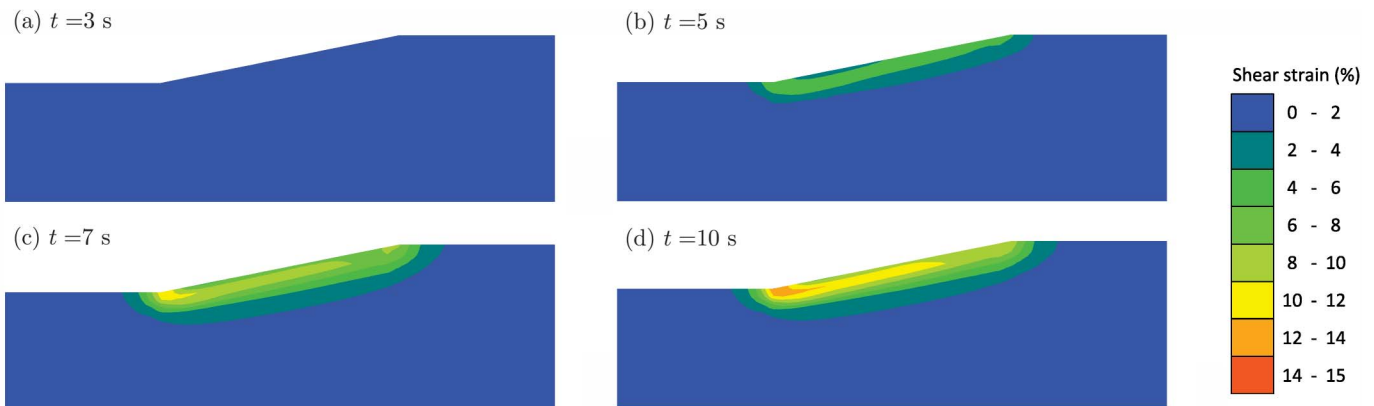 (a) t =3 s
(b) t =5 s
(c) t =7 s
(d) t =10 s
Shear strain (%)
0 - 2
2 - 4
4 - 6
6 - 8
8 - 10
10 - 12
12 - 14
14 - 15